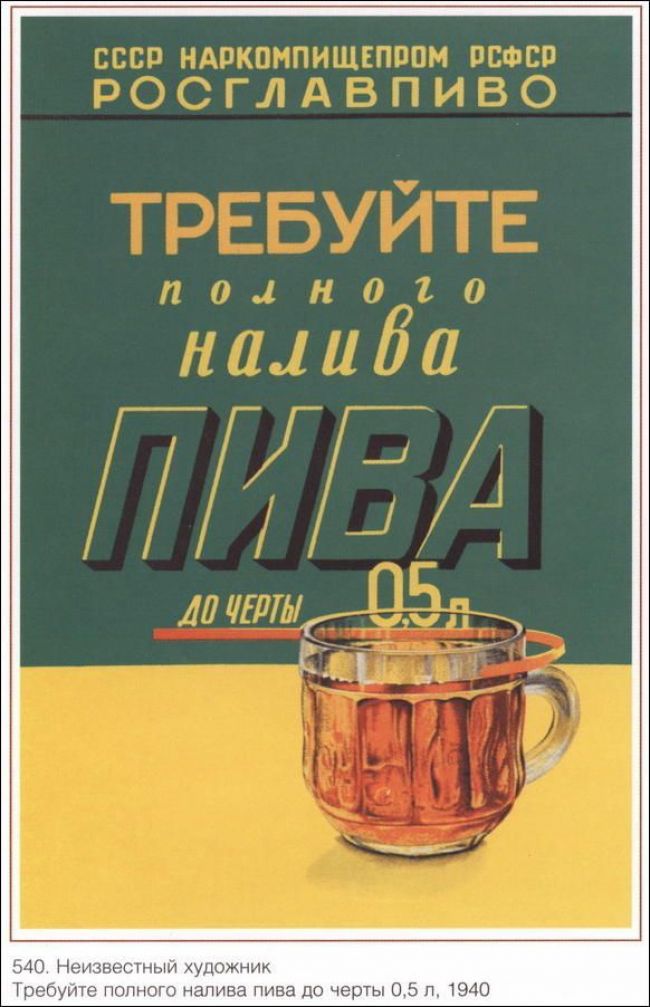 СССР НАРКОМПИЩЕПРОМ РСФСР
РОСГЛАВПИВО
ТРЕБУЙТЕ
полного
налива
ПИВА
ДО ЧЕРТЫ 0,5 л
540. Неизвестный художник
Требуйте полного налива пива до черты 0,5 л, 1940